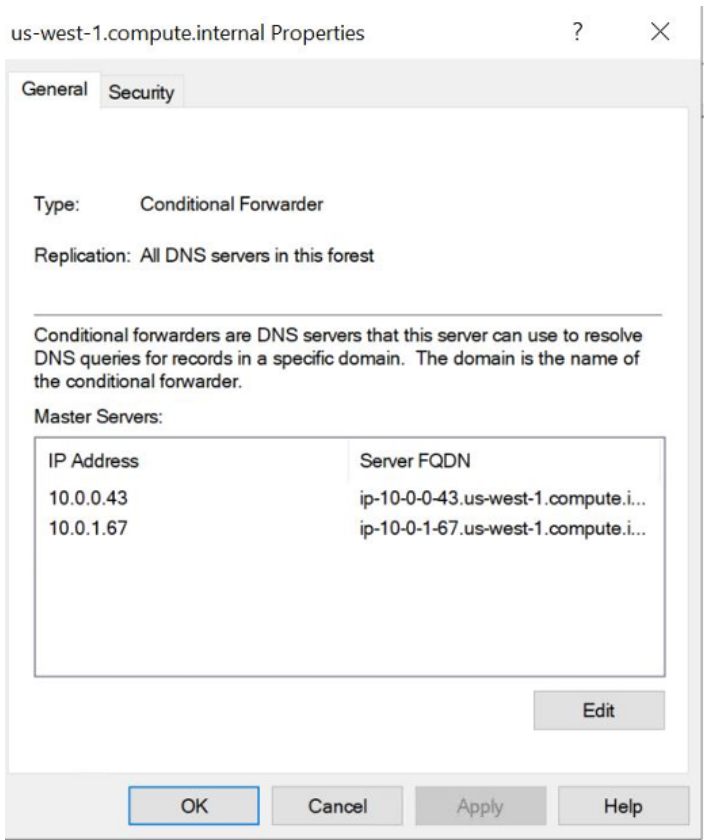 us-west-1.compute.internal Properties
General Security
Type: Conditional Forwarder
Replication: All DNS servers in this forest
Conditional forwarders are DNS servers that this server can use to resolve
DNS queries for records in a specific domain. The domain is the name of
the conditional forwarder.
Master Servers:
IP Address Server FQDN
10.0.0.43 ip-10-0-0-43.us-west-1.compute.i...
10.0.1.67 ip-10-0-1-67.us-west-1.compute.i...
Edit
OK Cancel Apply Help